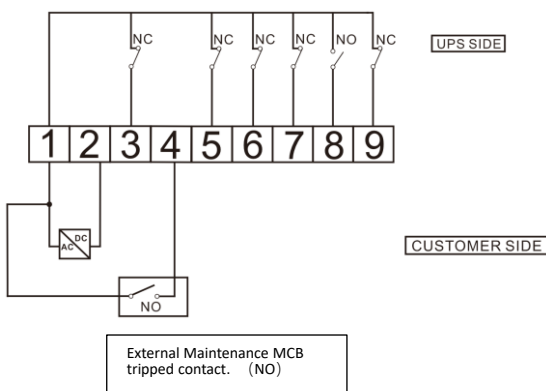 NC NC NC NC NO NC
UPS SIDE
1 2 3 4 5 6 7 8 9
DC
AC
CUSTOMER SIDE
NO
External Maintenance MCB
tripped contact. （NO）